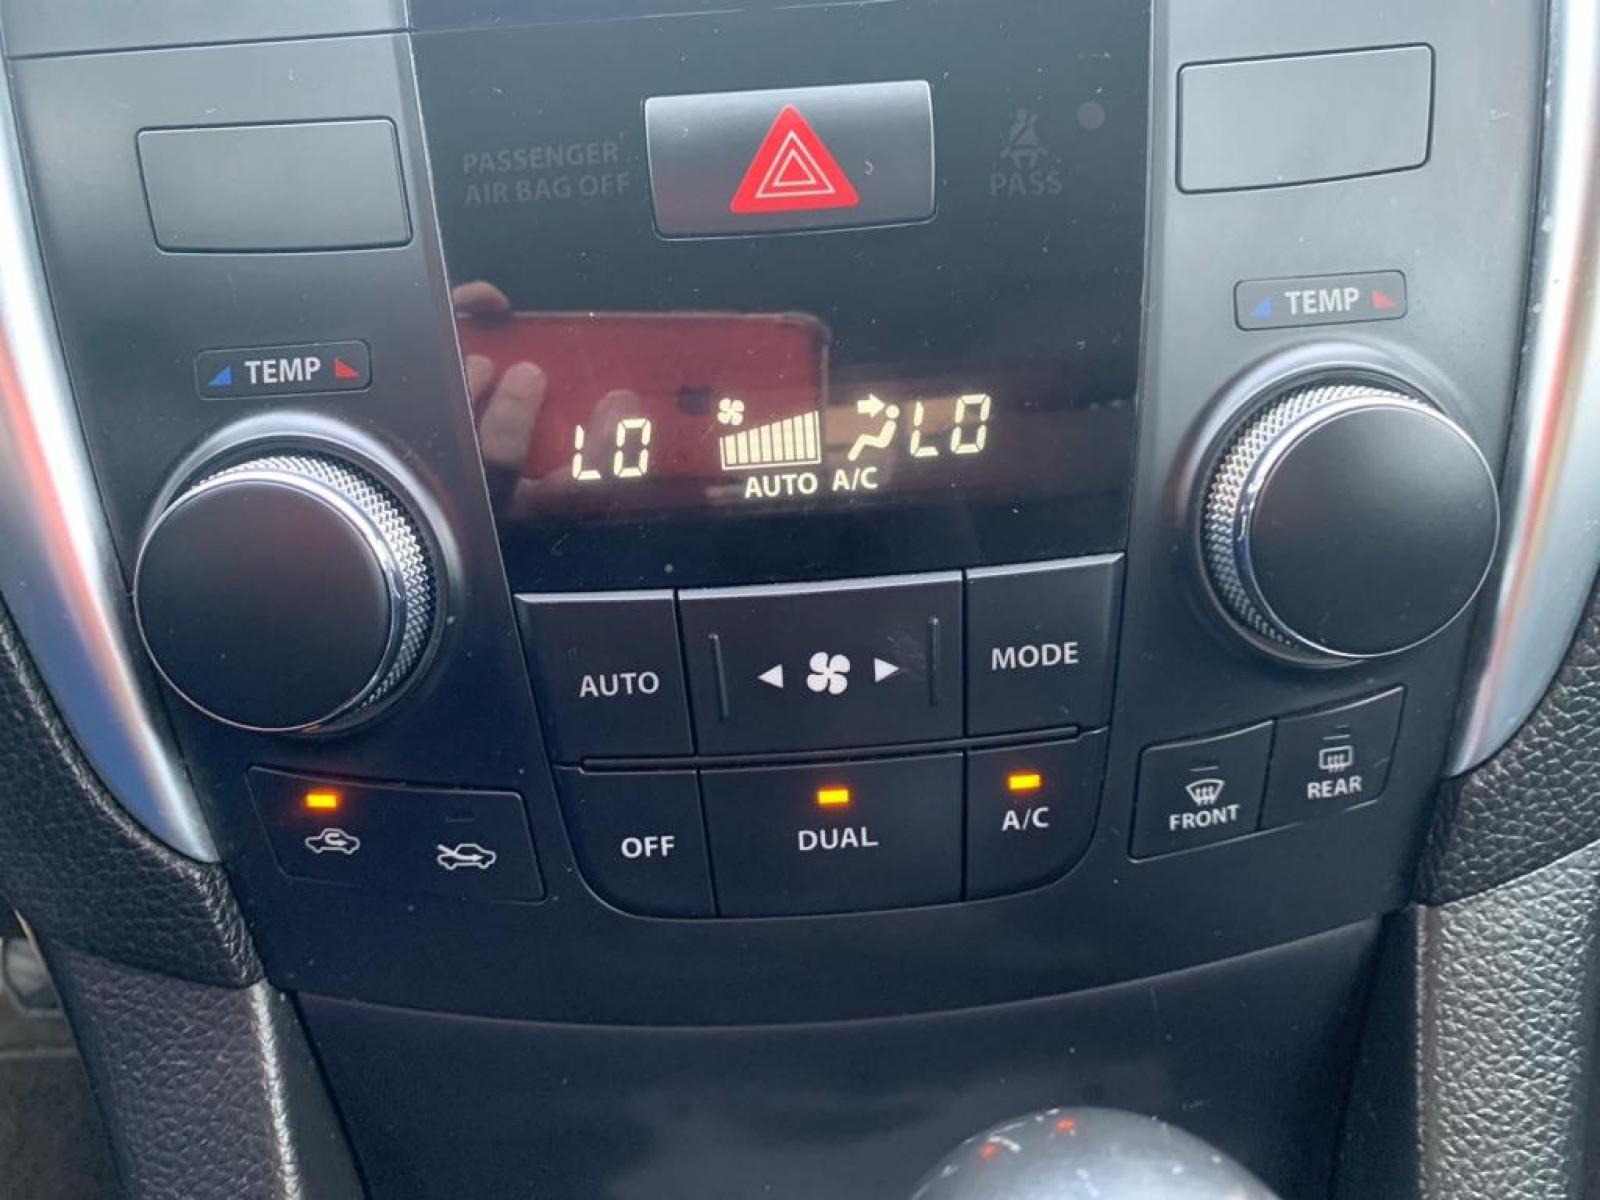 PASSENGER
AIR BAG OFF
PASS
TEMP
TEMP
LO
LO
AUTO A/C
AUTO
MODE
OFF
DUAL
A/C
FRONT
REAR